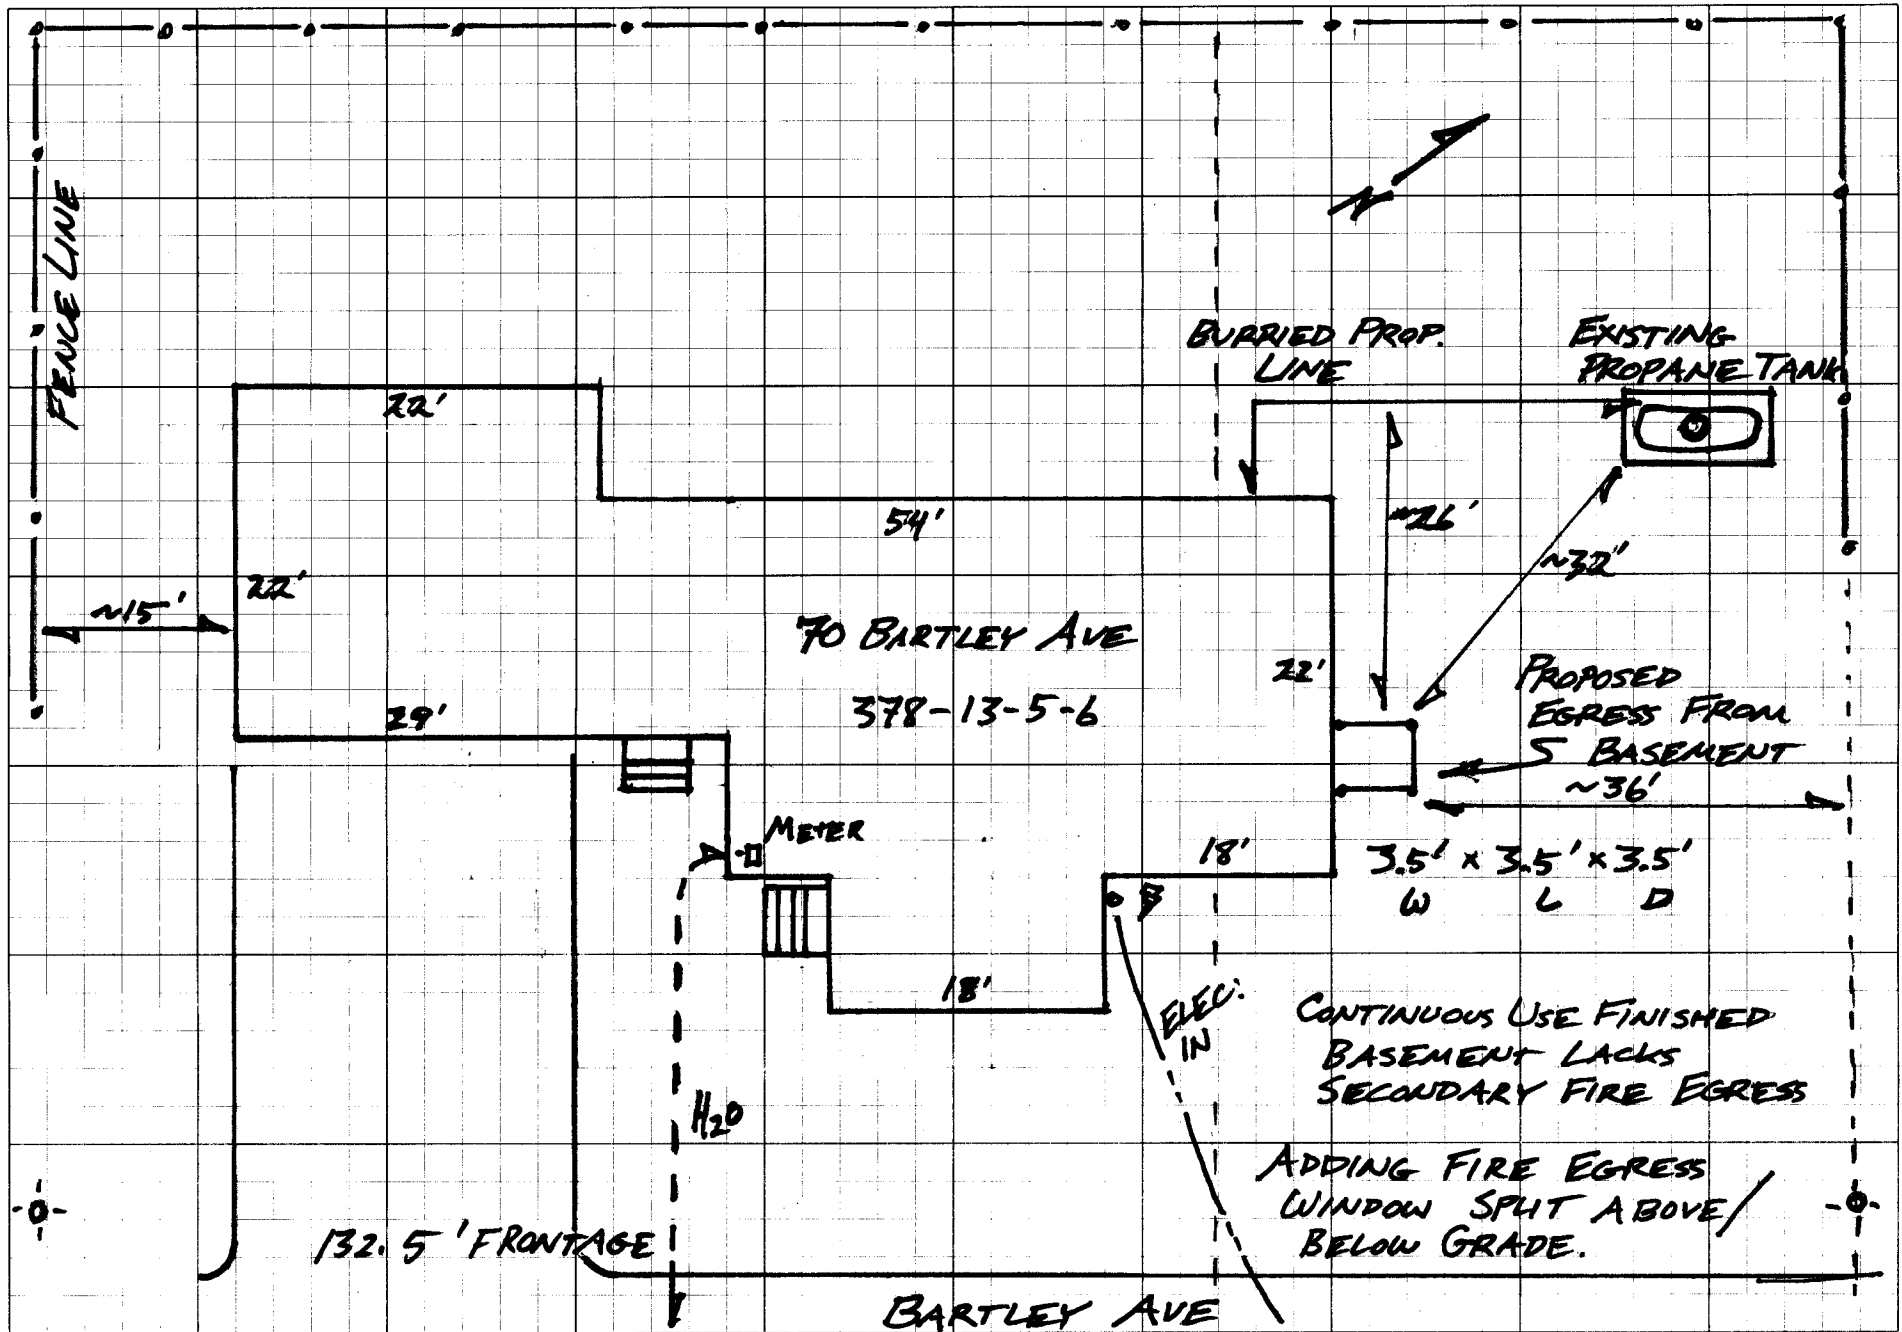 FENCE LINE
BURRIED PROP.
LINE
EXISTING
PROPANE TANK
22'
54'
~26'
~32'
22'
~15'
70 BARTLEY AVE
378-13-5-6
22'
29'
PROPOSED
EGRESS FROM
BASEMENT
~36'
METER
18'
3.5' x 3.5' x 3.5'
W L D
18'
ELEC.
IN
CONTINUOUS USE FINISHED
BASEMENT LACKS
SECONDARY FIRE EGRESS
H2O
ADDING FIRE EGRESS
WINDOW SPLIT ABOVE/
BELOW GRADE.
132.5' FRONTAGE
BARTLEY AVE